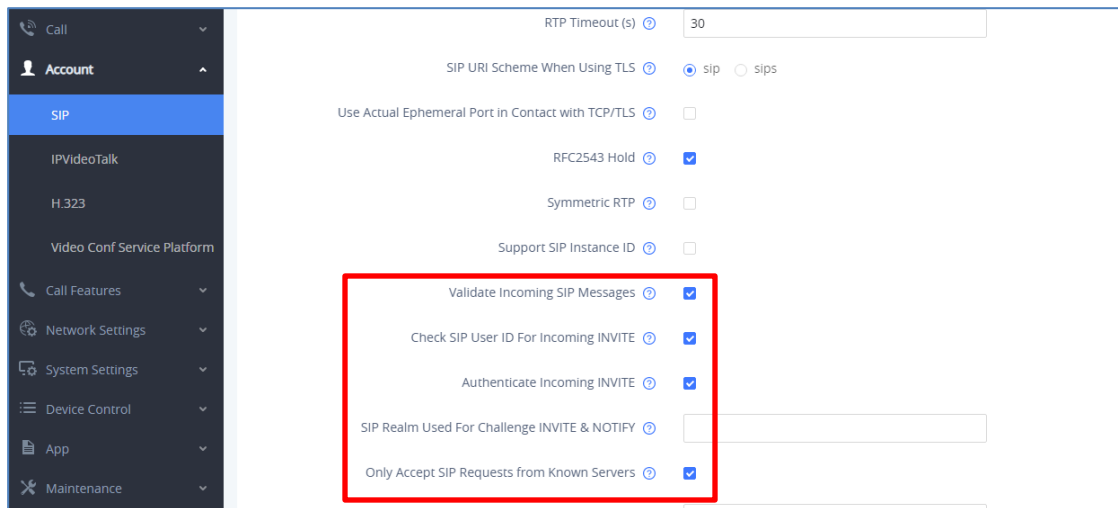 Call
Account
SIP
IPVideoTalk
H.323
Video Conf Service Platform
Call Features
Network Settings
System Settings
Device Control
App
Maintenance
RTP Timeout (s) 30
SIP URI Scheme When Using TLS sip sips
Use Actual Ephemeral Port in Contact with TCP/TLS
RFC2543 Hold
Symmetric RTP
Support SIP Instance ID
Validate Incoming SIP Messages
Check SIP User ID For Incoming INVITE
Authenticate Incoming INVITE
SIP Realm Used For Challenge INVITE & NOTIFY
Only Accept SIP Requests from Known Servers